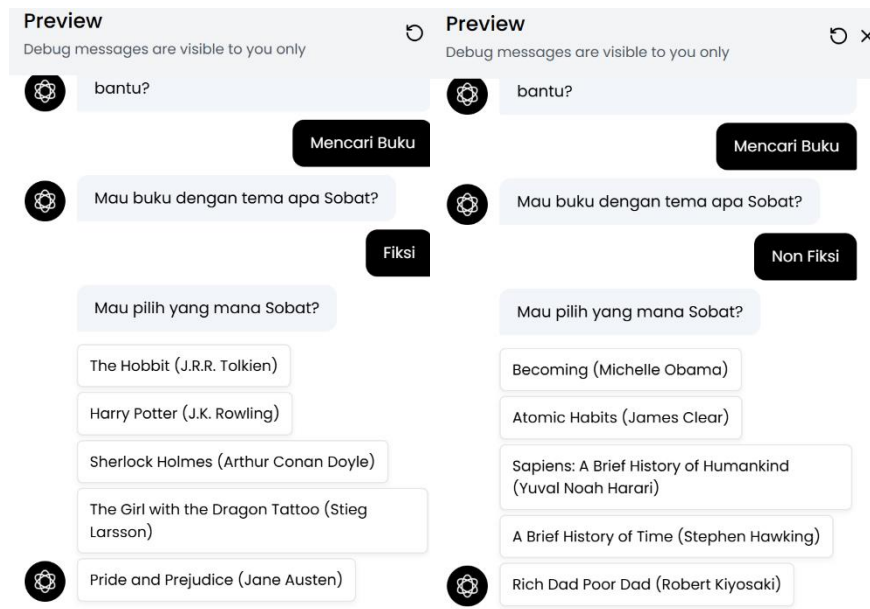 Preview
Debug messages are visible to you only
bantu?
Mencari Buku
Mau buku dengan tema apa Sobat?
Fiksi
Mau pilih yang mana Sobat?
The Hobbit (J.R.R. Tolkien)
Harry Potter (J.K. Rowling)
Sherlock Holmes (Arthur Conan Doyle)
The Girl with the Dragon Tattoo (Stieg
Larsson)
Pride and Prejudice (Jane Austen)
Preview
Debug messages are visible to you only
bantu?
Mencari Buku
Mau buku dengan tema apa Sobat?
Non Fiksi
Mau pilih yang mana Sobat?
Becoming (Michelle Obama)
Atomic Habits (James Clear)
Sapiens: A Brief History of Humankind
(Yuval Noah Harari)
A Brief History of Time (Stephen Hawking)
Rich Dad Poor Dad (Robert Kiyosaki)